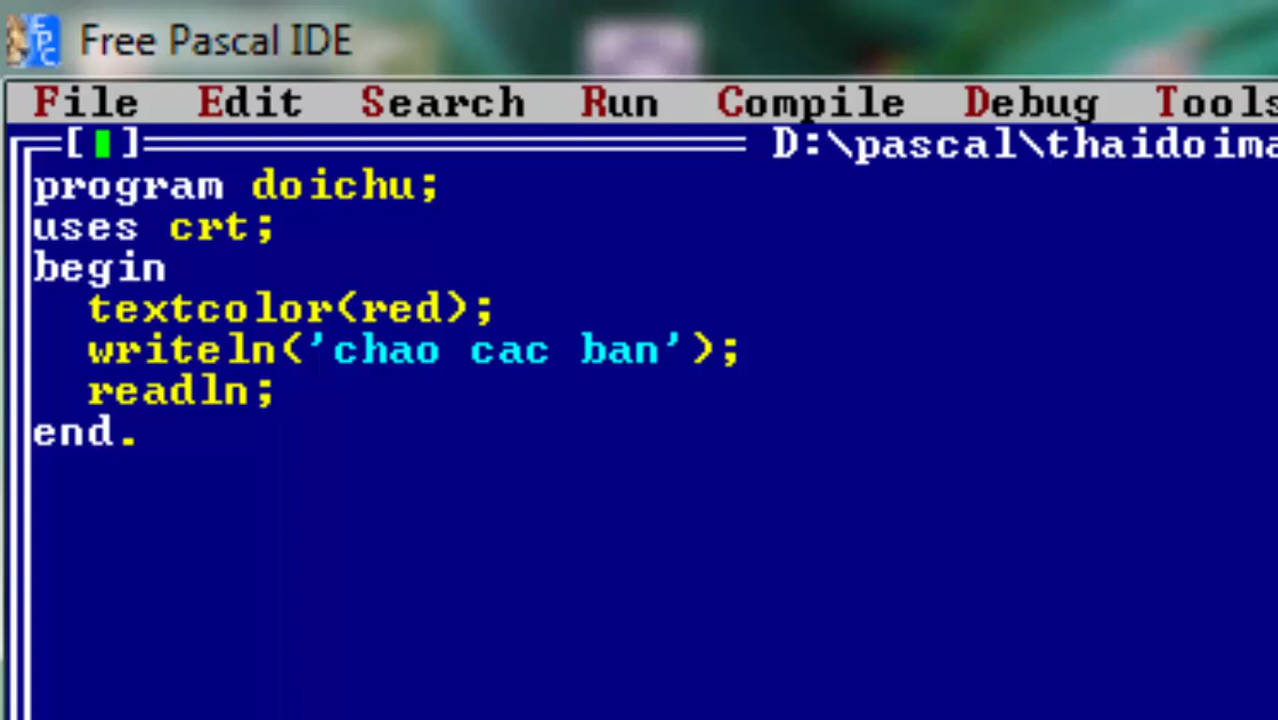 Free Pascal IDE
File Edit Search Run Compile Debug Tools
D:\pascal\thaidoima
program doichu;
uses crt;
begin
textcolor(red);
writeln('chao cac ban');
readln;
end.